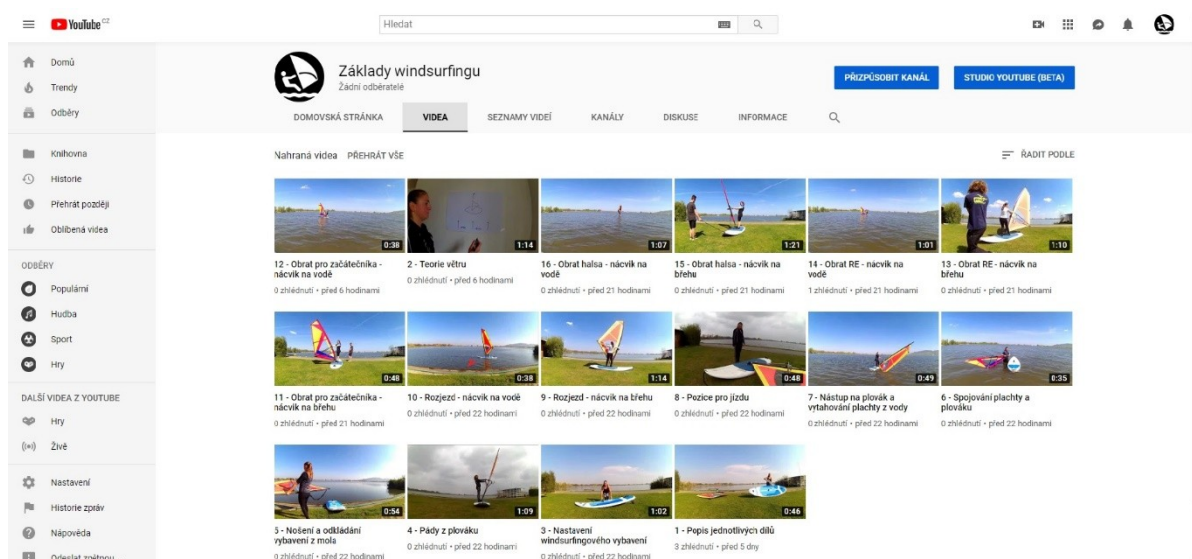 YouTube CZ
Hledat
Domů
Trendy
Odběry
Knihovna
Historie
Přehrát později
Oblíbená videa
ODBĚRY
Populární
Hudba
Sport
Hry
DALŠÍ VIDEA Z YOUTUBE
Hry
Živě
Nastavení
Historie zpráv
Nápověda
Odeslat zpětnou
Základy windsurfingu
Žádní odběratelé
PŘIZPŮSOBIT KANÁL
STUDIO YOUTUBE (BETA)
DOMOVSKÁ STRÁNKA VIDEA SEZNAMY VIDEÍ KANÁLY DISKUSE INFORMACE
Nahraná videa PŘEHRÁT VŠE
ŘADIT PODLE
0:38
12 - Obrat pro začátečníka -
nácvik na vodě
0 zhlédnutí • před 6 hodinami
1:14
2 - Teorie větru
0 zhlédnutí • před 6 hodinami
1:07
16 - Obrat halsa - nácvik na
vodě
0 zhlédnutí • před 21 hodinami
1:21
15 - Obrat halsa - nácvik na
břehu
0 zhlédnutí • před 21 hodinami
1:01
14 - Obrat RE - nácvik na
vodě
1 zhlédnutí • před 21 hodinami
1:10
13 - Obrat RE - nácvik na
břehu
0 zhlédnutí • před 21 hodinami
0:48
11 - Obrat pro začátečníka -
nácvik na břehu
0 zhlédnutí • před 21 hodinami
0:38
10 - Rozjezd - nácvik na vodě
0 zhlédnutí • před 22 hodinami
1:14
9 - Rozjezd - nácvik na břehu
0 zhlédnutí • před 22 hodinami
0:48
8 - Pozice pro jízdu
0 zhlédnutí • před 22 hodinami
0:49
7 - Nástup na plovák a
vytahování plachty z vody
0 zhlédnutí • před 22 hodinami
0:35
6 - Spojování plachty a
plováku
0 zhlédnutí • před 22 hodinami
0:54
5 - Nošení a odkládání
vybavení z mola
0 zhlédnutí • před 22 hodinami
1:09
4 - Pády z plováku
0 zhlédnutí • před 22 hodinami
1:02
3 - Nastavení
windsurfingového vybavení
0 zhlédnutí • před 22 hodinami
0:46
1 - Popis jednotlivých dílů
3 zhlédnutí • před 5 dny